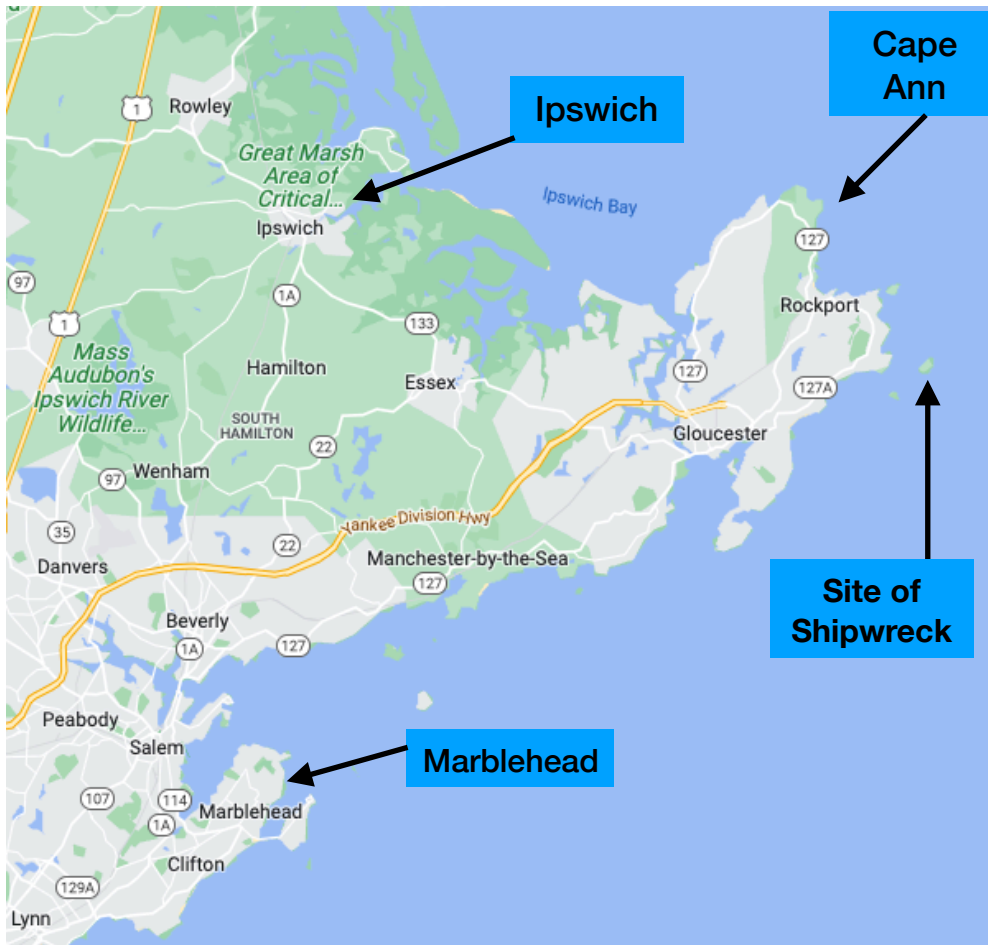 Cape
Ann
1
Rowley
Ipswich
Great Marsh
Area of
Critical...
Ipswich Bay
Ipswich
127
97
1A
Rockport
1
133
Mass
Audubon's
Ipswich River
Wildlife...
Hamilton
Essex
127
127A
SOUTH
HAMILTON
22
Gloucester
97
Wenham
Yankee Division Hwy
35
22
Danvers
Manchester-by-the-Sea
127
Site of
Shipwreck
Beverly
1A
127
Peabody
Salem
Marblehead
107
114
Marblehead
1A
Clifton
129A
Lynn